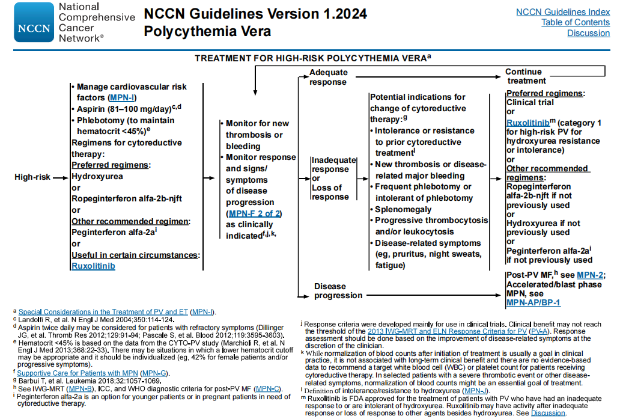 National
Comprehensive
Cancer
Network®
NCCN
NCCN Guidelines Version 1.2024
Polycythemia Vera
NCCN Guidelines Index
Table of Contents
Discussion
TREATMENT FOR HIGH-RISK POLYCYTHEMIA VERAa
High-risk
• Manage cardiovascular risk
factors (MPN-I)
• Aspirin (81–100 mg/day)c,d
• Phlebotomy (to maintain
hematocrit <45%)e
Regimens for cytoreductive
therapy:
Preferred regimens:
Hydroxyurea
or
Ropeginterferon alfa-2b-njft
or
Other recommended regimen:
Peginterferon alfa-2ai
or
Useful in certain circumstances:
Ruxolitinib
• Monitor for new
thrombosis or
bleeding
• Monitor response
and signs/
symptoms
of disease
progression
(MPN-F 2 of 2)
as clinically
indicatedf,j,k,
Adequate
response
Inadequate
response
or
Loss of
response
Disease
progression
Potential indications for
change of cytoreductive
therapy:g
• Intolerance or resistance
to prior cytoreductive
treatmentl
• New thrombosis or disease-
related major bleeding
• Frequent phlebotomy or
intolerant of phlebotomy
• Splenomegaly
• Progressive thrombocytosis
and/or leukocytosis
• Disease-related symptoms
(eg, pruritus, night sweats,
fatigue)
Continue
treatment
Preferred regimens:
Clinical trial
or
Ruxolitinibm (category 1
for high-risk PV for
hydroxyurea resistance
or intolerance)
or
Other recommended
regimens:
Ropeginterferon
alfa-2b-njft if not
previously used
or
Hydroxyurea if not
previously used
or
Peginterferon alfa-2ai
if not previously used
Post-PV MF,h see MPN-2;
Accelerated/blast phase
MPN, see
MPN-AP/BP-1
a Special Considerations in the Treatment of PV and ET (MPN-I).
c Landolfi R, et al. N Engl J Med 2004;350:114-124.
d Aspirin twice daily may be considered for patients with refractory symptoms (Dillinger
JG, et al. Thromb Res 2012;129:91-94; Pascale S, et al. Blood 2012;119:3595-3603).
e Hematocrit <45% is based on the data from the CYTO-PV study (Marchioli R, et al. N
Engl J Med 2013;368:22-33). There may be situations in which a lower hematocrit cutoff
may be appropriate and it should be individualized (eg, 42% for female patients and/or
progressive symptoms).
f Supportive Care for Patients with MPN (MPN-G).
g Barbui T, et al. Leukemia 2018;32:1057-1069.
h See IWG-MRT (MPN-B), ICC, and WHO diagnostic criteria for post-PV MF (MPN-C).
i Peginterferon alfa-2a is an option for younger patients or in pregnant patients in need of
cytoreductive therapy.
j Response criteria were developed mainly for use in clinical trials. Clinical benefit may not reach
the threshold of the 2013 IWG-MRT and ELN Response Criteria for PV (PV-A). Response
assessment should be done based on the improvement of disease-related symptoms at the
discretion of the clinician.
k While normalization of blood counts after initiation of treatment is usually a goal in clinical
practice, it is not associated with long-term clinical benefit and there are no evidence-based
data to recommend a target white blood cell (WBC) or platelet count for patients receiving
cytoreductive therapy. In selected patients with a severe thrombotic event or other disease-
related symptoms, normalization of blood counts might be an essential goal of treatment.
l Definition of intolerance/resistance to hydroxyurea
m Ruxolitinib is FDA approved for the treatment of patients with PV who have had an inadequate
response to or are intolerant of hydroxyurea. Ruxolitinib may have activity after inadequate
response or loss of response to other agents besides hydroxyurea. See Discussion.